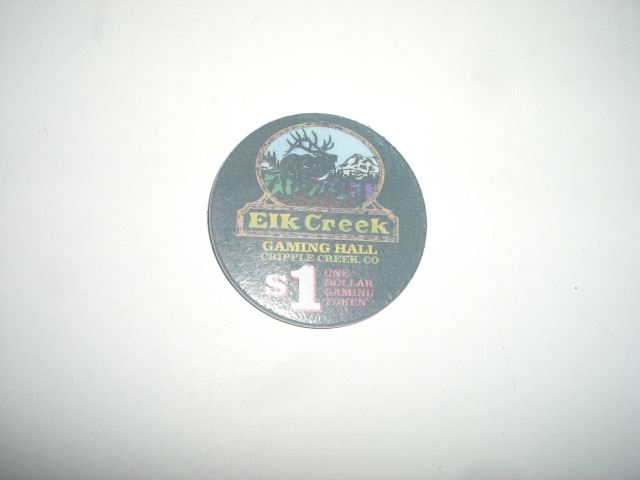 Elk Creek
GAMING HALL
CRIPPLE CREEK, CO
$1 ONE
DOLLAR
GAMING
TOKEN